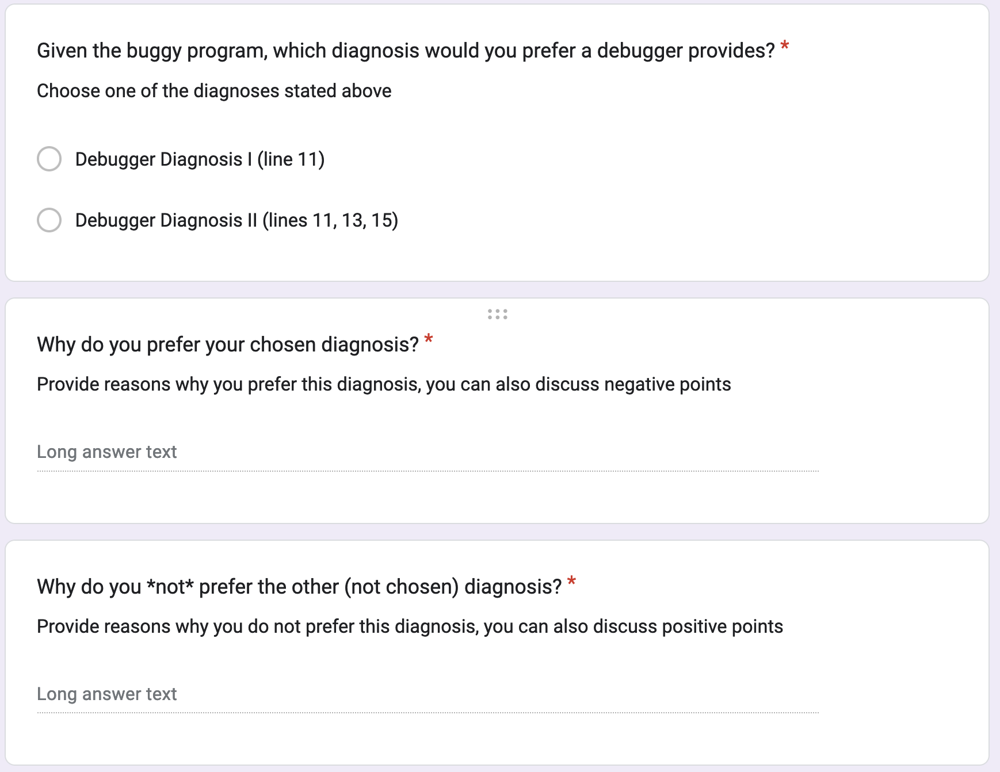 Given the buggy program, which diagnosis would you prefer a debugger provides? *
Choose one of the diagnoses stated above
Debugger Diagnosis I (line 11)
Debugger Diagnosis II (lines 11, 13, 15)
Why do you prefer your chosen diagnosis? *
Provide reasons why you prefer this diagnosis, you can also discuss negative points
Long answer text
Why do you *not* prefer the other (not chosen) diagnosis? *
Provide reasons why you do not prefer this diagnosis, you can also discuss positive points
Long answer text